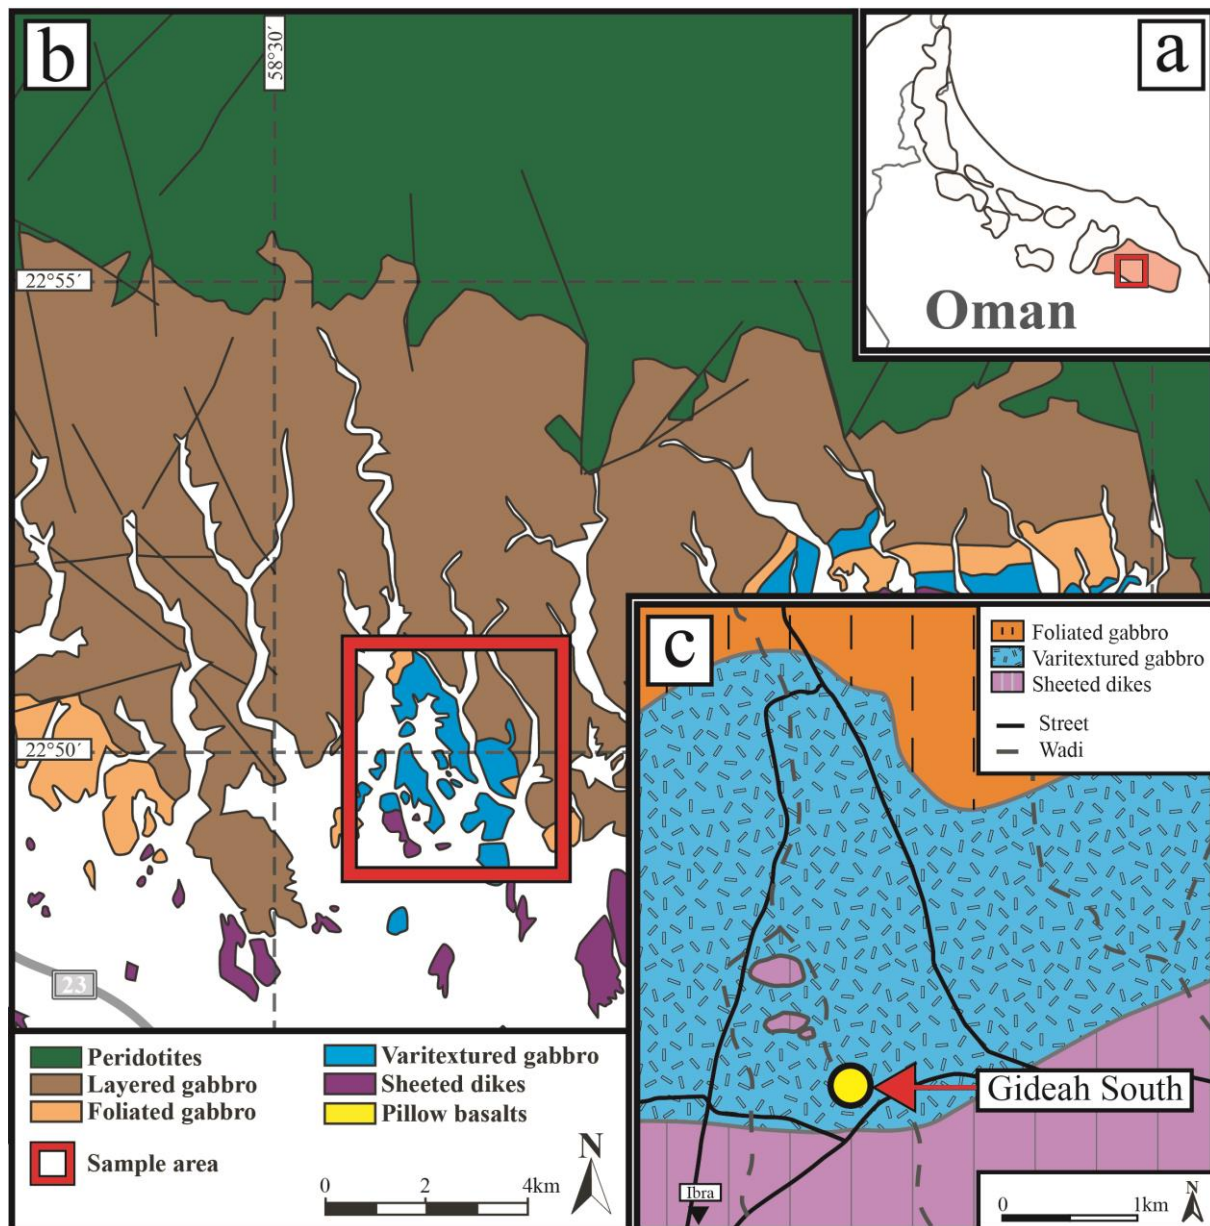 b
58°30´
a
Oman
22°55´
22°50´
23
c
Foliated gabbro
Varitextured gabbro
Sheeted dikes
Street
Wadi
Gideah South
Ibra
0 1km
N
Peridotites
Layered gabbro
Foliated gabbro
Varitextured gabbro
Sheeted dikes
Pillow basalts
Sample area
0 2 4km
N